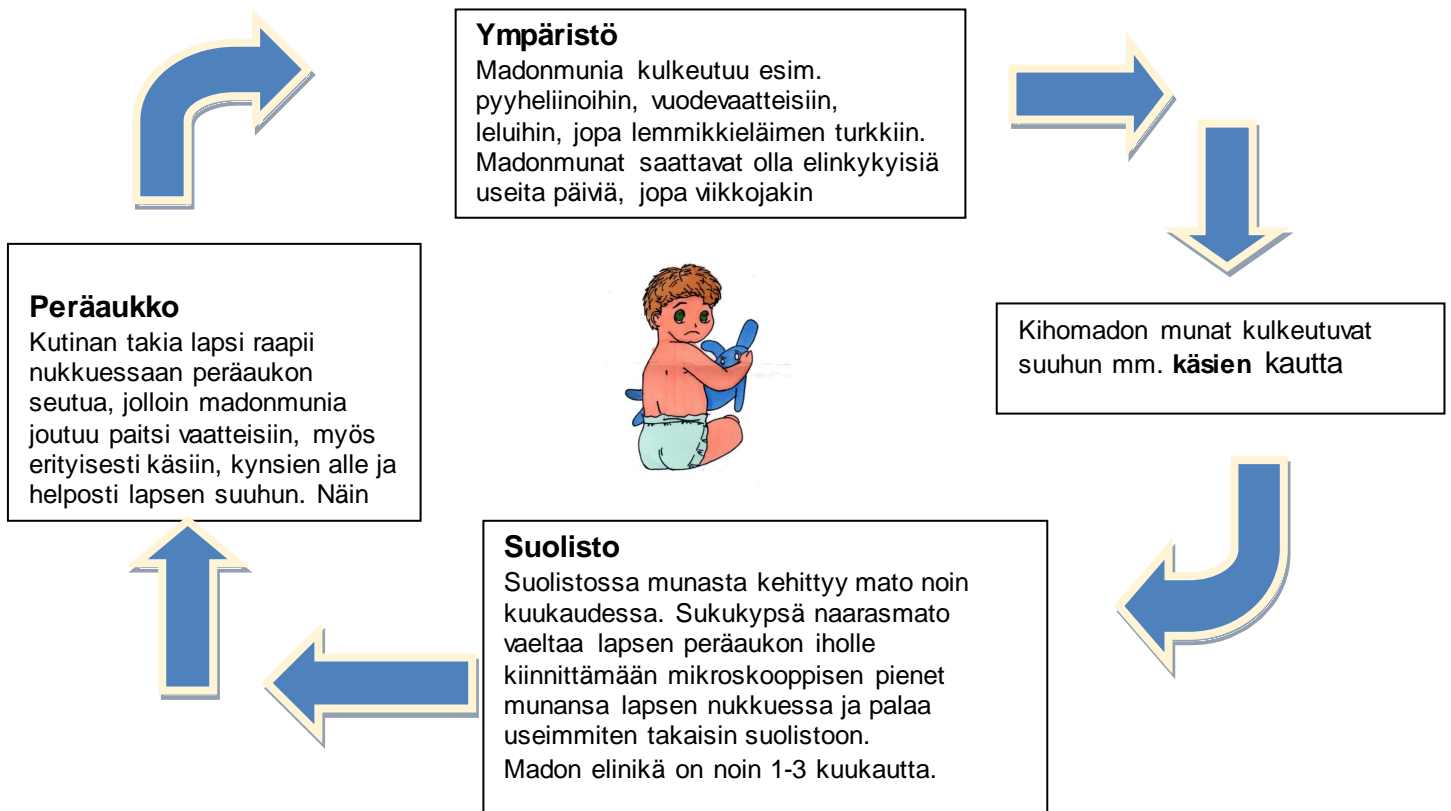 Ympäristö
Madonmunia kulkeutuu esim.
pyyheliinoihin, vuodevaatteisiin,
leluihin, jopa lemmikkieläimen turkkiin.
Madonmunat saattavat olla elinkykyisiä
useita päiviä, jopa viikkojakin
Kihomadon munat kulkeutuvat
suuhun mm. käsien kautta
Suolisto
Suolistossa munasta kehittyy mato noin
kuukaudessa. Sukukypsä naarasmato
vaeltaa lapsen peräaukon iholle
kiinnittämään mikroskooppisen pienet
munansa lapsen nukkuessa ja palaa
useimmiten takaisin suolistoon.
Madon elinikä on noin 1-3 kuukautta.
Peräaukko
Kutinan takia lapsi raapii
nukkuessaan peräaukon
seutua, jolloin madonmunia
joutuu paitsi vaatteisiin, myös
erityisesti käsiin, kynsien alle ja
helposti lapsen suuhun. Näin